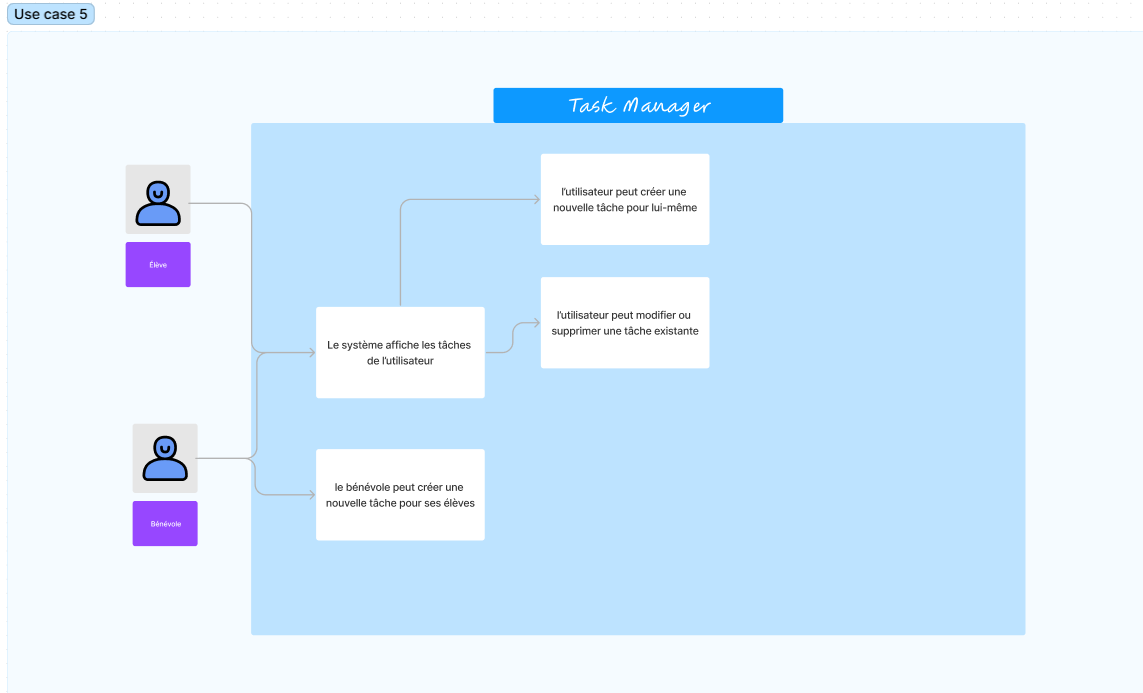 Use case 5
Task Manager
l'utilisateur peut créer une
nouvelle tâche pour lui-même
Élève
l'utilisateur peut modifier ou
supprimer une tâche existante
Le système affiche les tâches
de l'utilisateur
le bénévole peut créer une
nouvelle tâche pour ses élèves
Bénévole